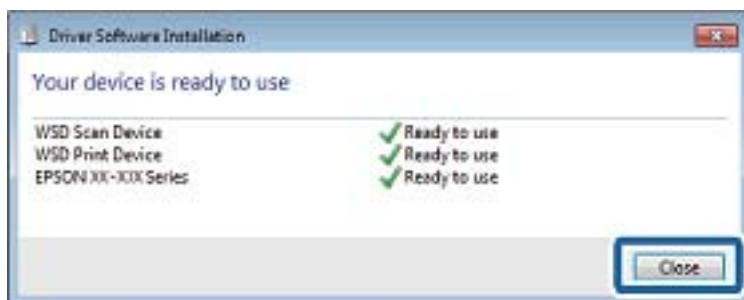 Driver Software Installation
Your device is ready to use
WSD Scan Device Ready to use
WSD Print Device Ready to use
EPSON XX-XXX Series Ready to use
Close